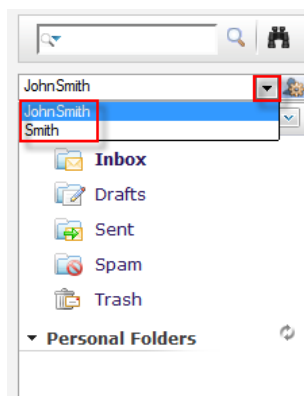 JohnSmith
JohnSmith
Smith
Inbox
Drafts
Sent
Spam
Trash
Personal Folders